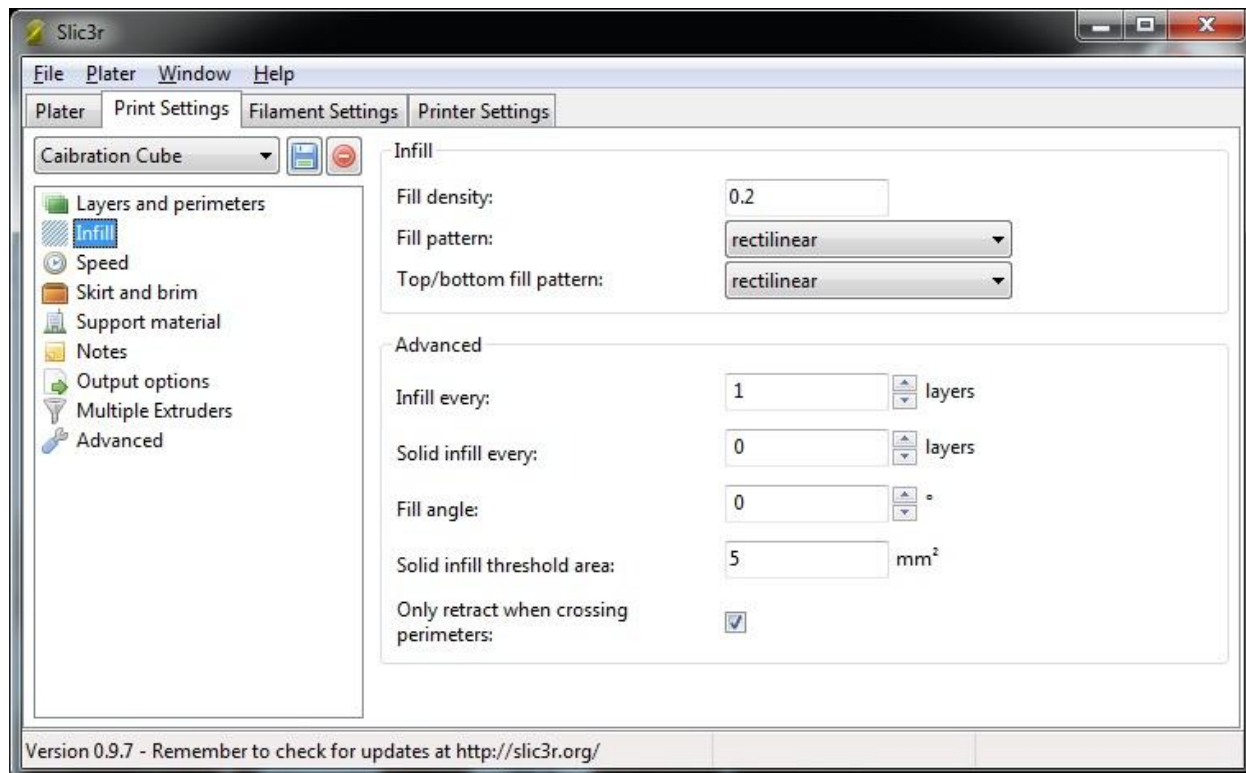 Slic3r
File Plater Window Help
Plater Print Settings Filament Settings Printer Settings
Caibration Cube
Layers and perimeters
Infill
Speed
Skirt and brim
Support material
Notes
Output options
Multiple Extruders
Advanced
Infill
Fill density: 0.2
Fill pattern: rectilinear
Top/bottom fill pattern: rectilinear
Advanced
Infill every: 1 layers
Solid infill every: 0 layers
Fill angle: 0 °
Solid infill threshold area: 5 mm²
Only retract when crossing
perimeters:
Version 0.9.7 - Remember to check for updates at http://slic3r.org/